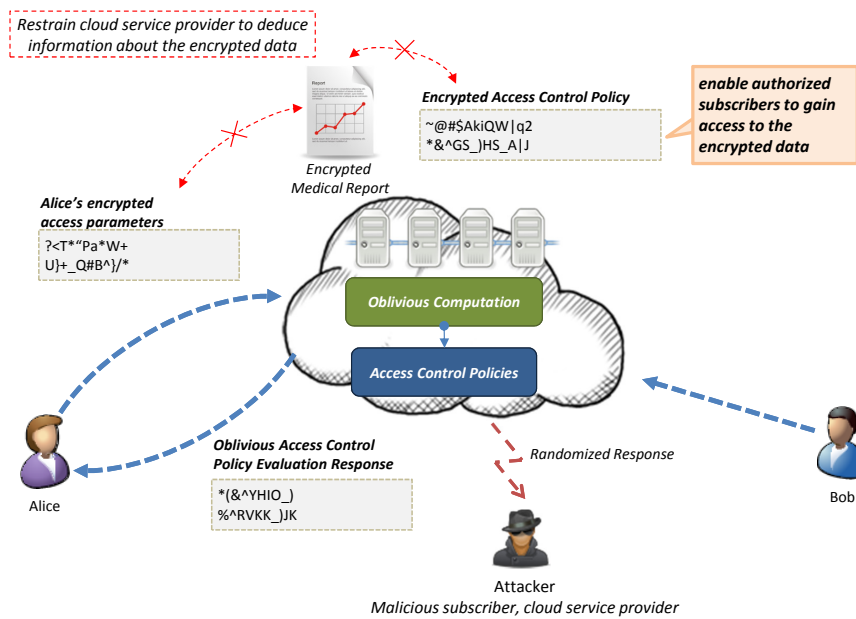 Restrain cloud service provider to deduce
information about the encrypted data
Report
Encrypted
Medical Report
Encrypted Access Control Policy
~@#$AkiQW|q2
*&^GS_)HS_A|J
enable authorized
subscribers to gain
access to the
encrypted data
Alice's encrypted
access parameters
?<T*“Pa*W+
U}+_Q#B^}/*
Oblivious Computation
Access Control Policies
Alice
Oblivious Access Control
Policy Evaluation Response
*(&^YHIO_)
%^RVKK_)JK
Randomized Response
Bob
Attacker
Malicious subscriber, cloud service provider